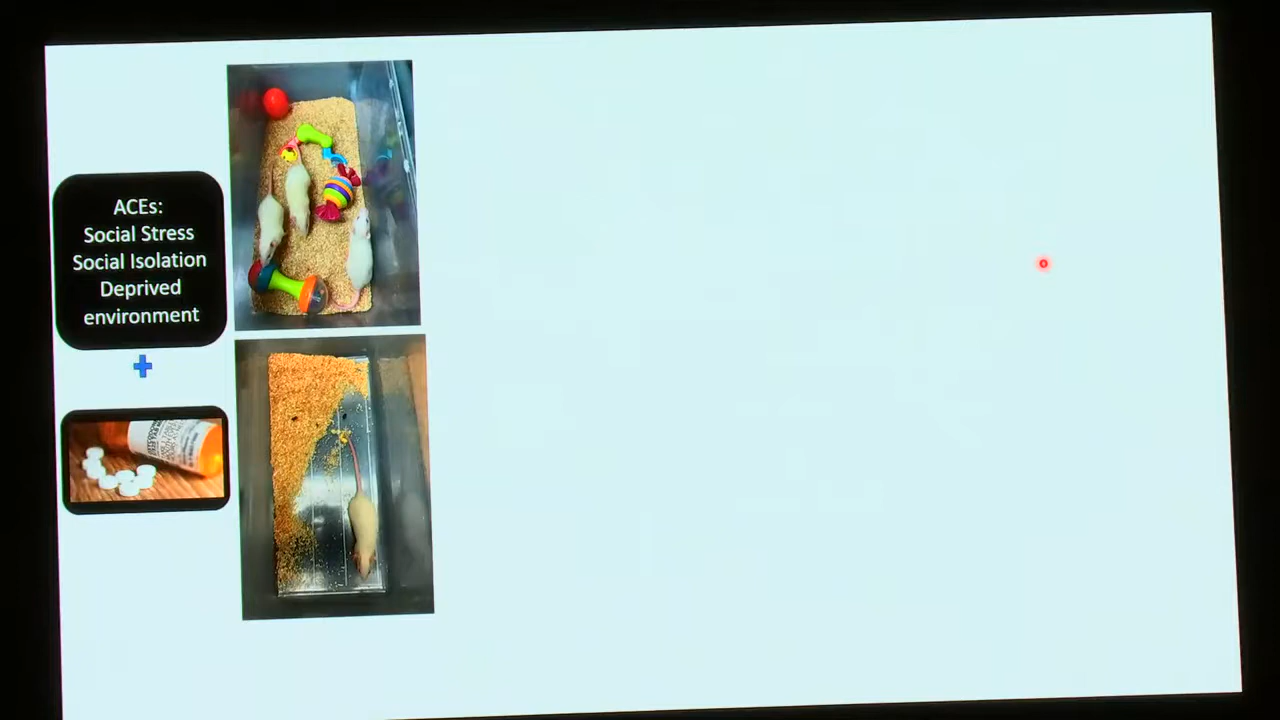 ACEs:
Social Stress
Social Isolation
Deprived
environment